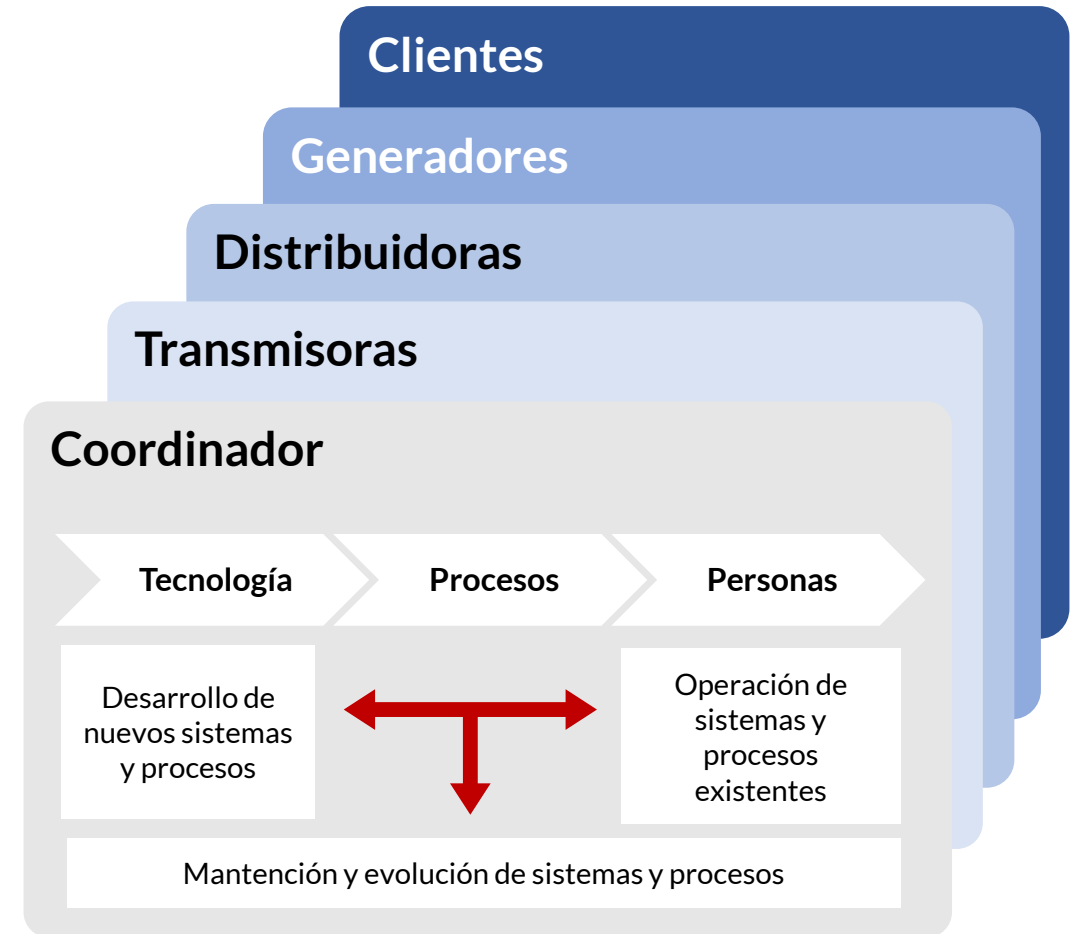 Clientes
Generadores
Distribuidoras
Transmisoras
Coordinador
Tecnología
Procesos
Personas
Desarrollo de
nuevos sistemas
y procesos
Operación de
sistemas y
procesos
existentes
Mantención y evolución de sistemas y procesos